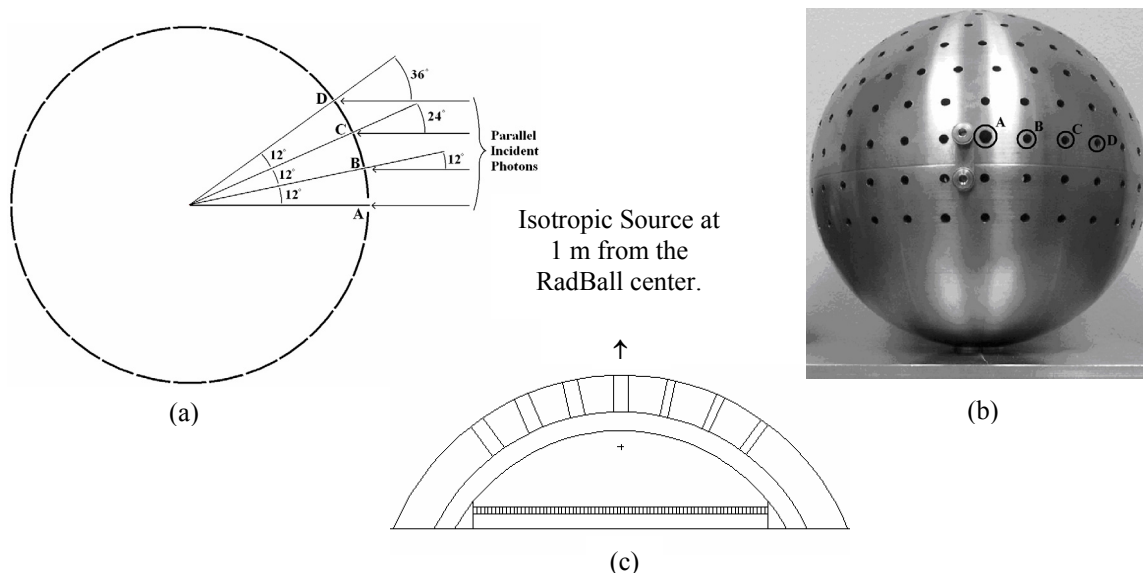 36°
D
24°
C
12°
Parallel
Incident
Photons
B
12°
12°
12°
A
(a)
A
B
C
D
(b)
Isotropic Source at
1 m from the
RadBall center.
↑
(c)